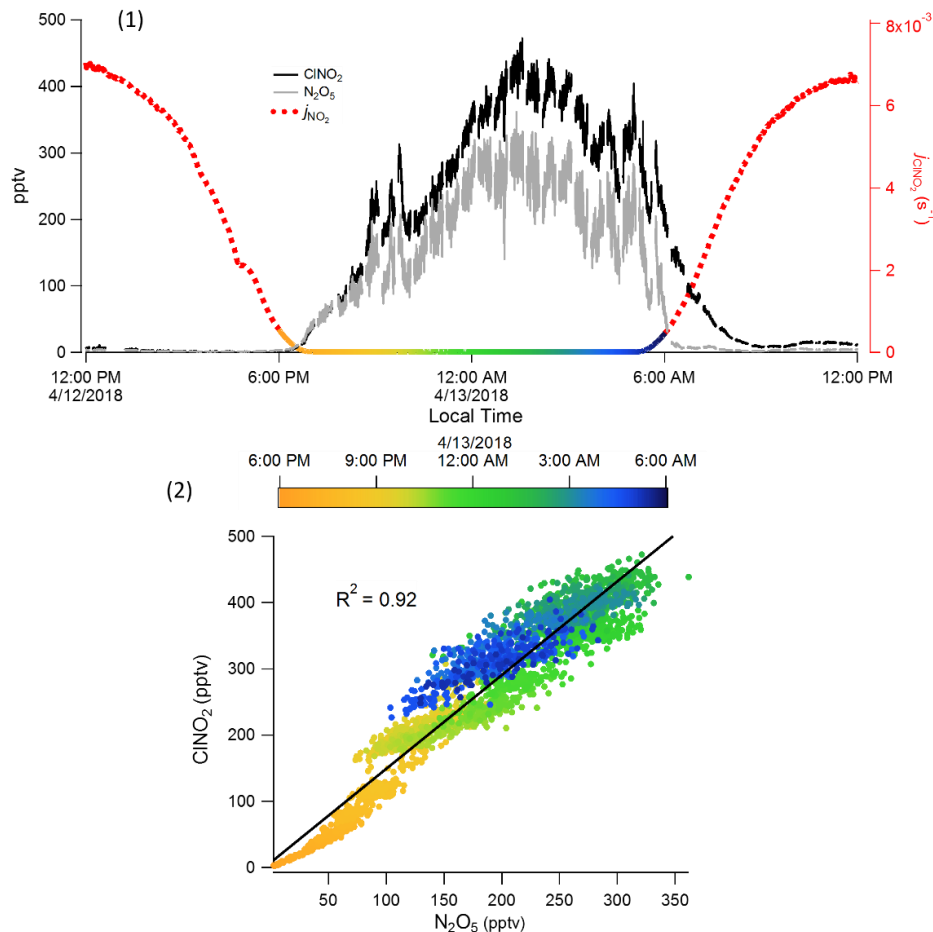 (1)
500
400
300
200
100
0
pptv
ClNO₂
N₂O₅
jNO₂
8x10⁻³
6
4
2
0
jClNO₂ (s⁻¹)
12:00 PM 6:00 PM 12:00 AM 6:00 AM 12:00 PM
4/12/2018 4/13/2018
Local Time
4/13/2018
6:00 PM 9:00 PM 12:00 AM 3:00 AM 6:00 AM
(2)
500
400
300
200
100
0
ClNO₂ (pptv)
R² = 0.92
50 100 150 200 250 300 350
N₂O₅ (pptv)